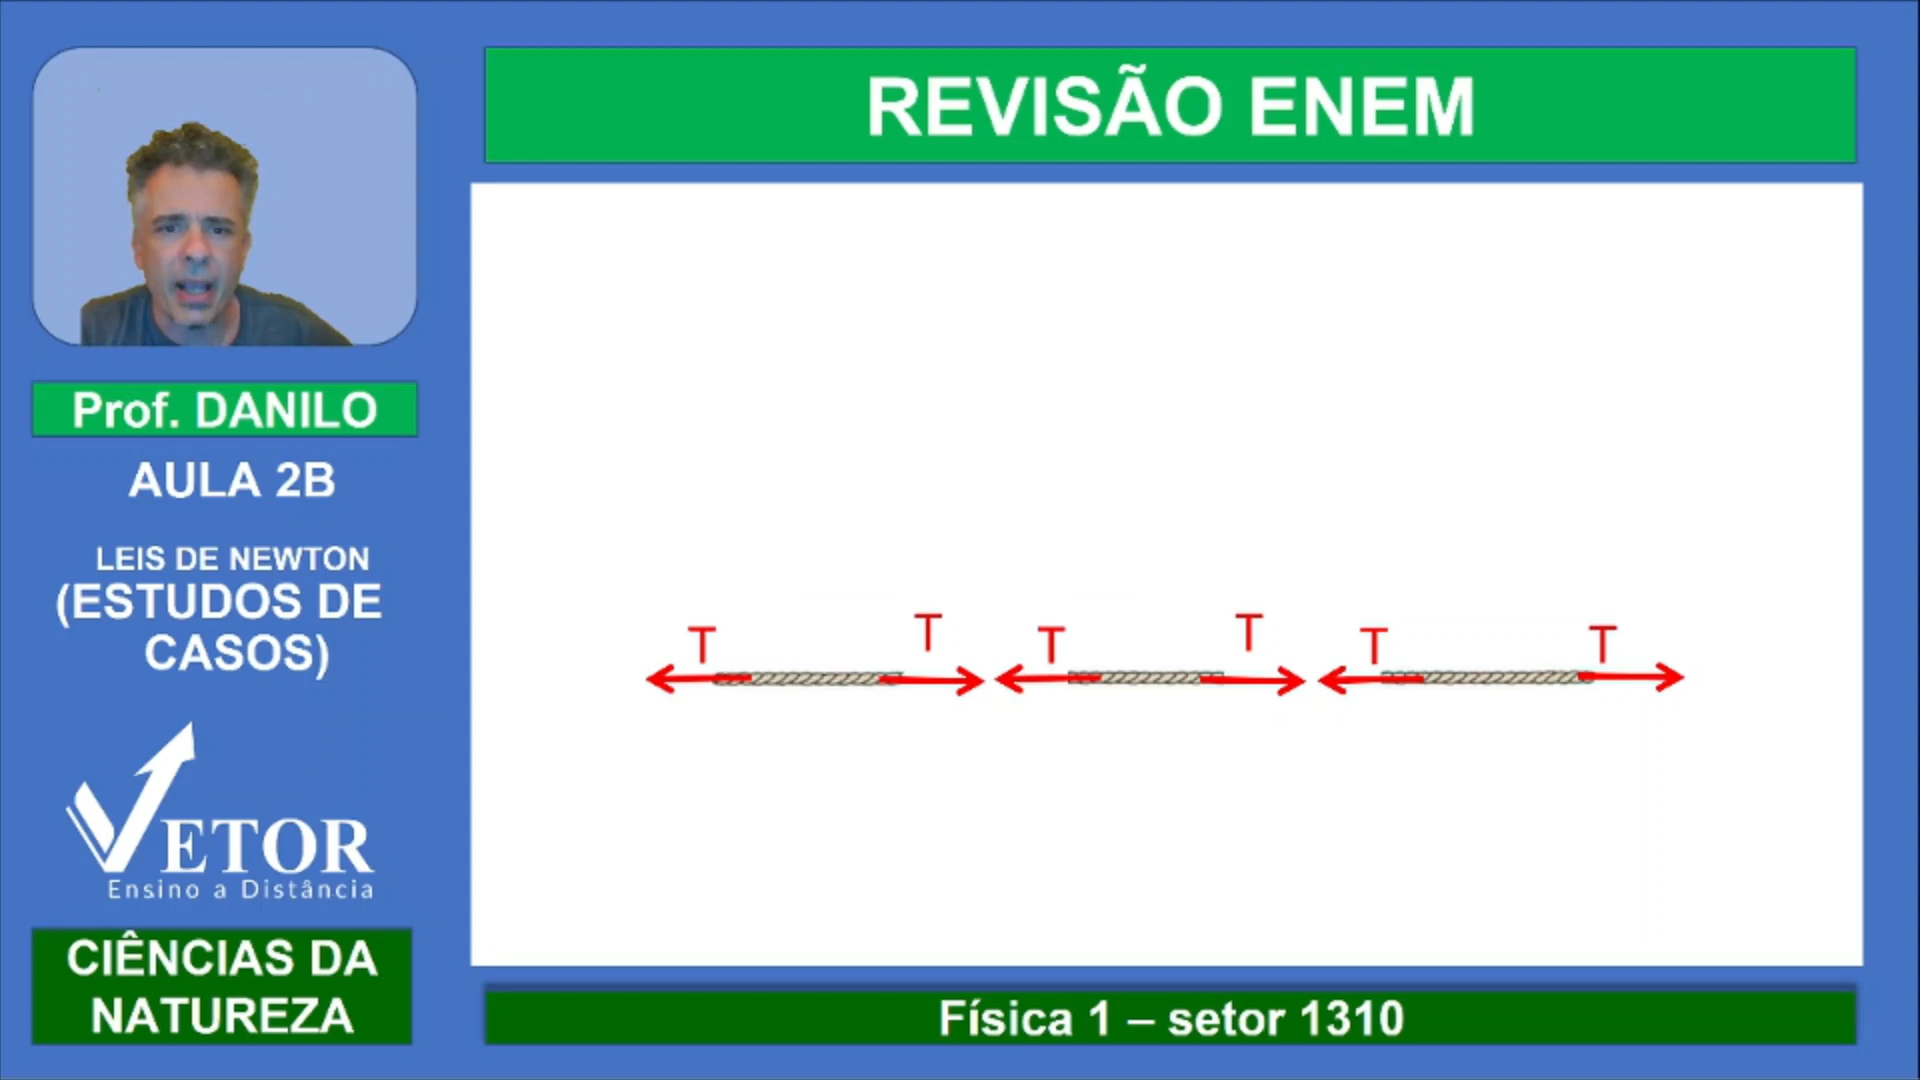 REVISÃO ENEM
Prof. DANILO
AULA 2B
LEIS DE NEWTON
(ESTUDOS DE
CASOS)
VETOR
Ensino a Distância
CIÊNCIAS DA
NATUREZA
T T T T T T
Física 1 – setor 1310